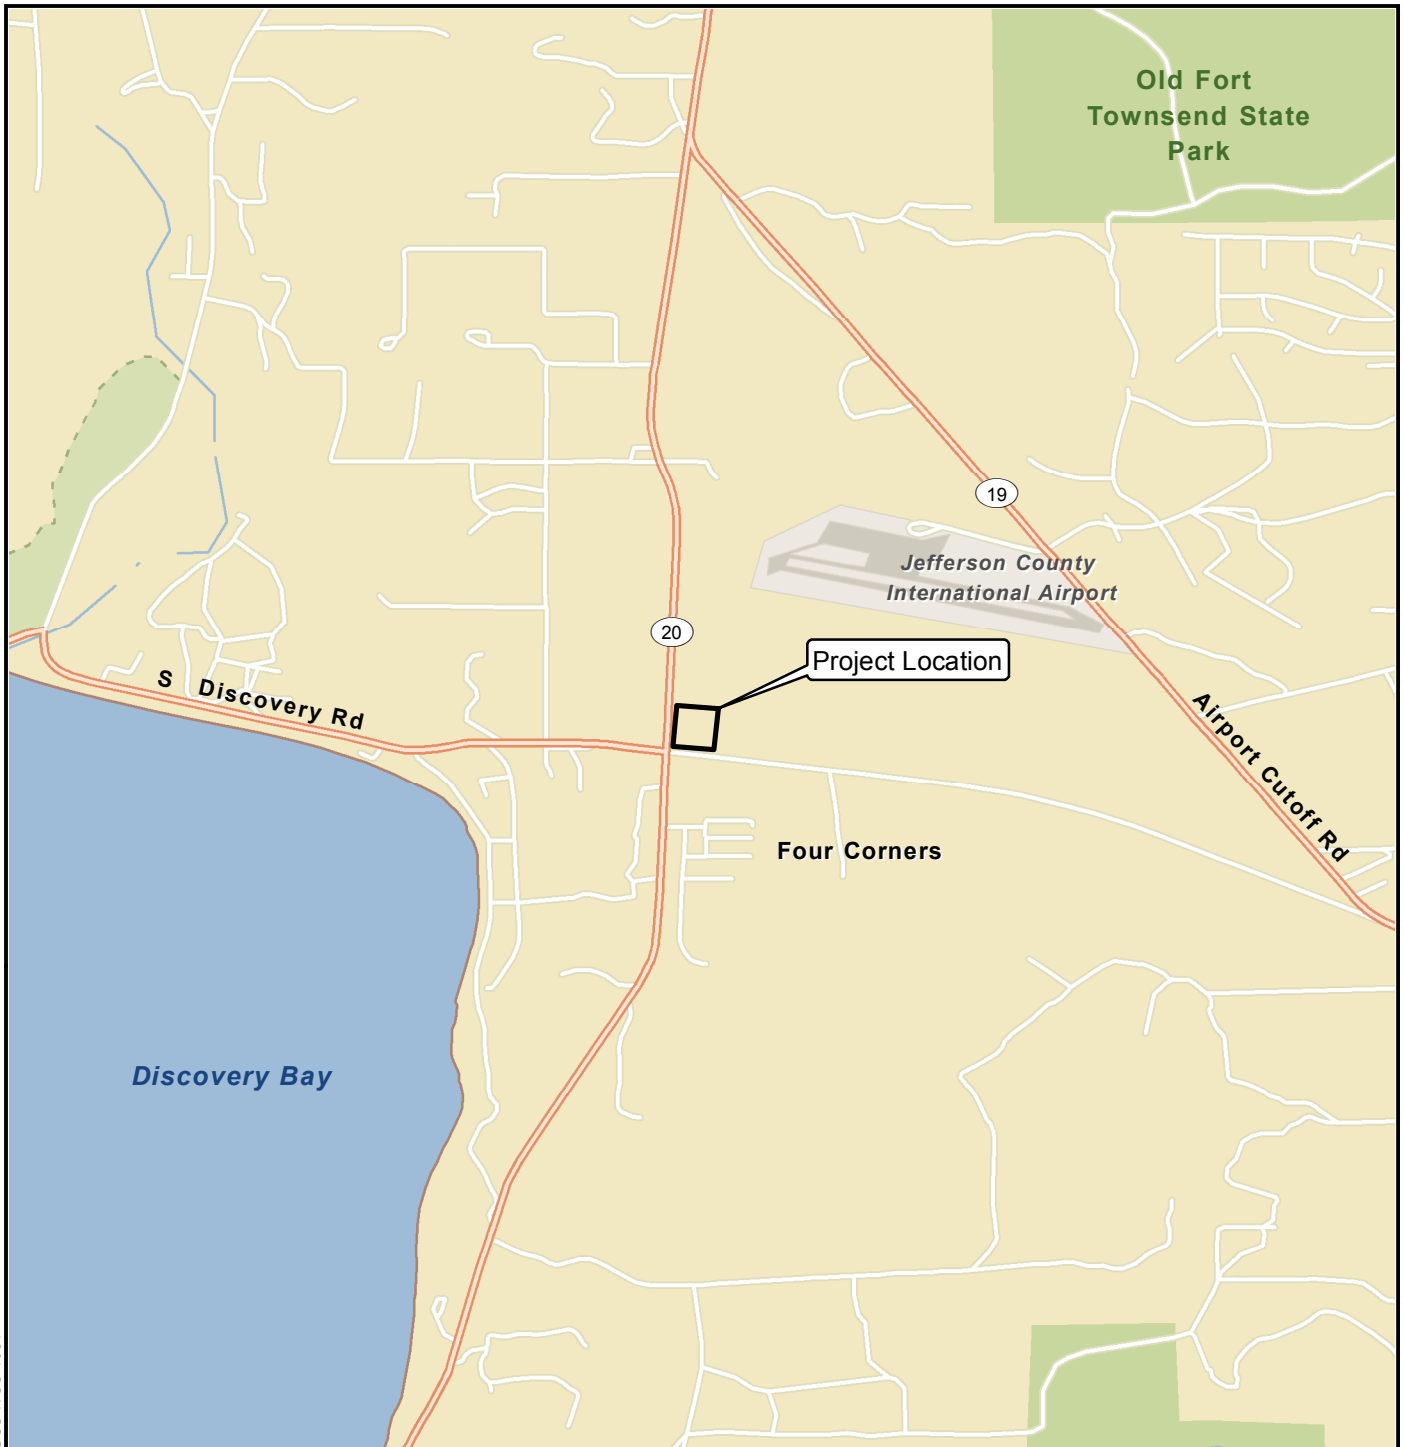 Old Fort
Townsend State
Park
19
Jefferson County
International Airport
20
Project Location
S Discovery Rd
Airport Cutoff Rd
Four Corners
Discovery Bay